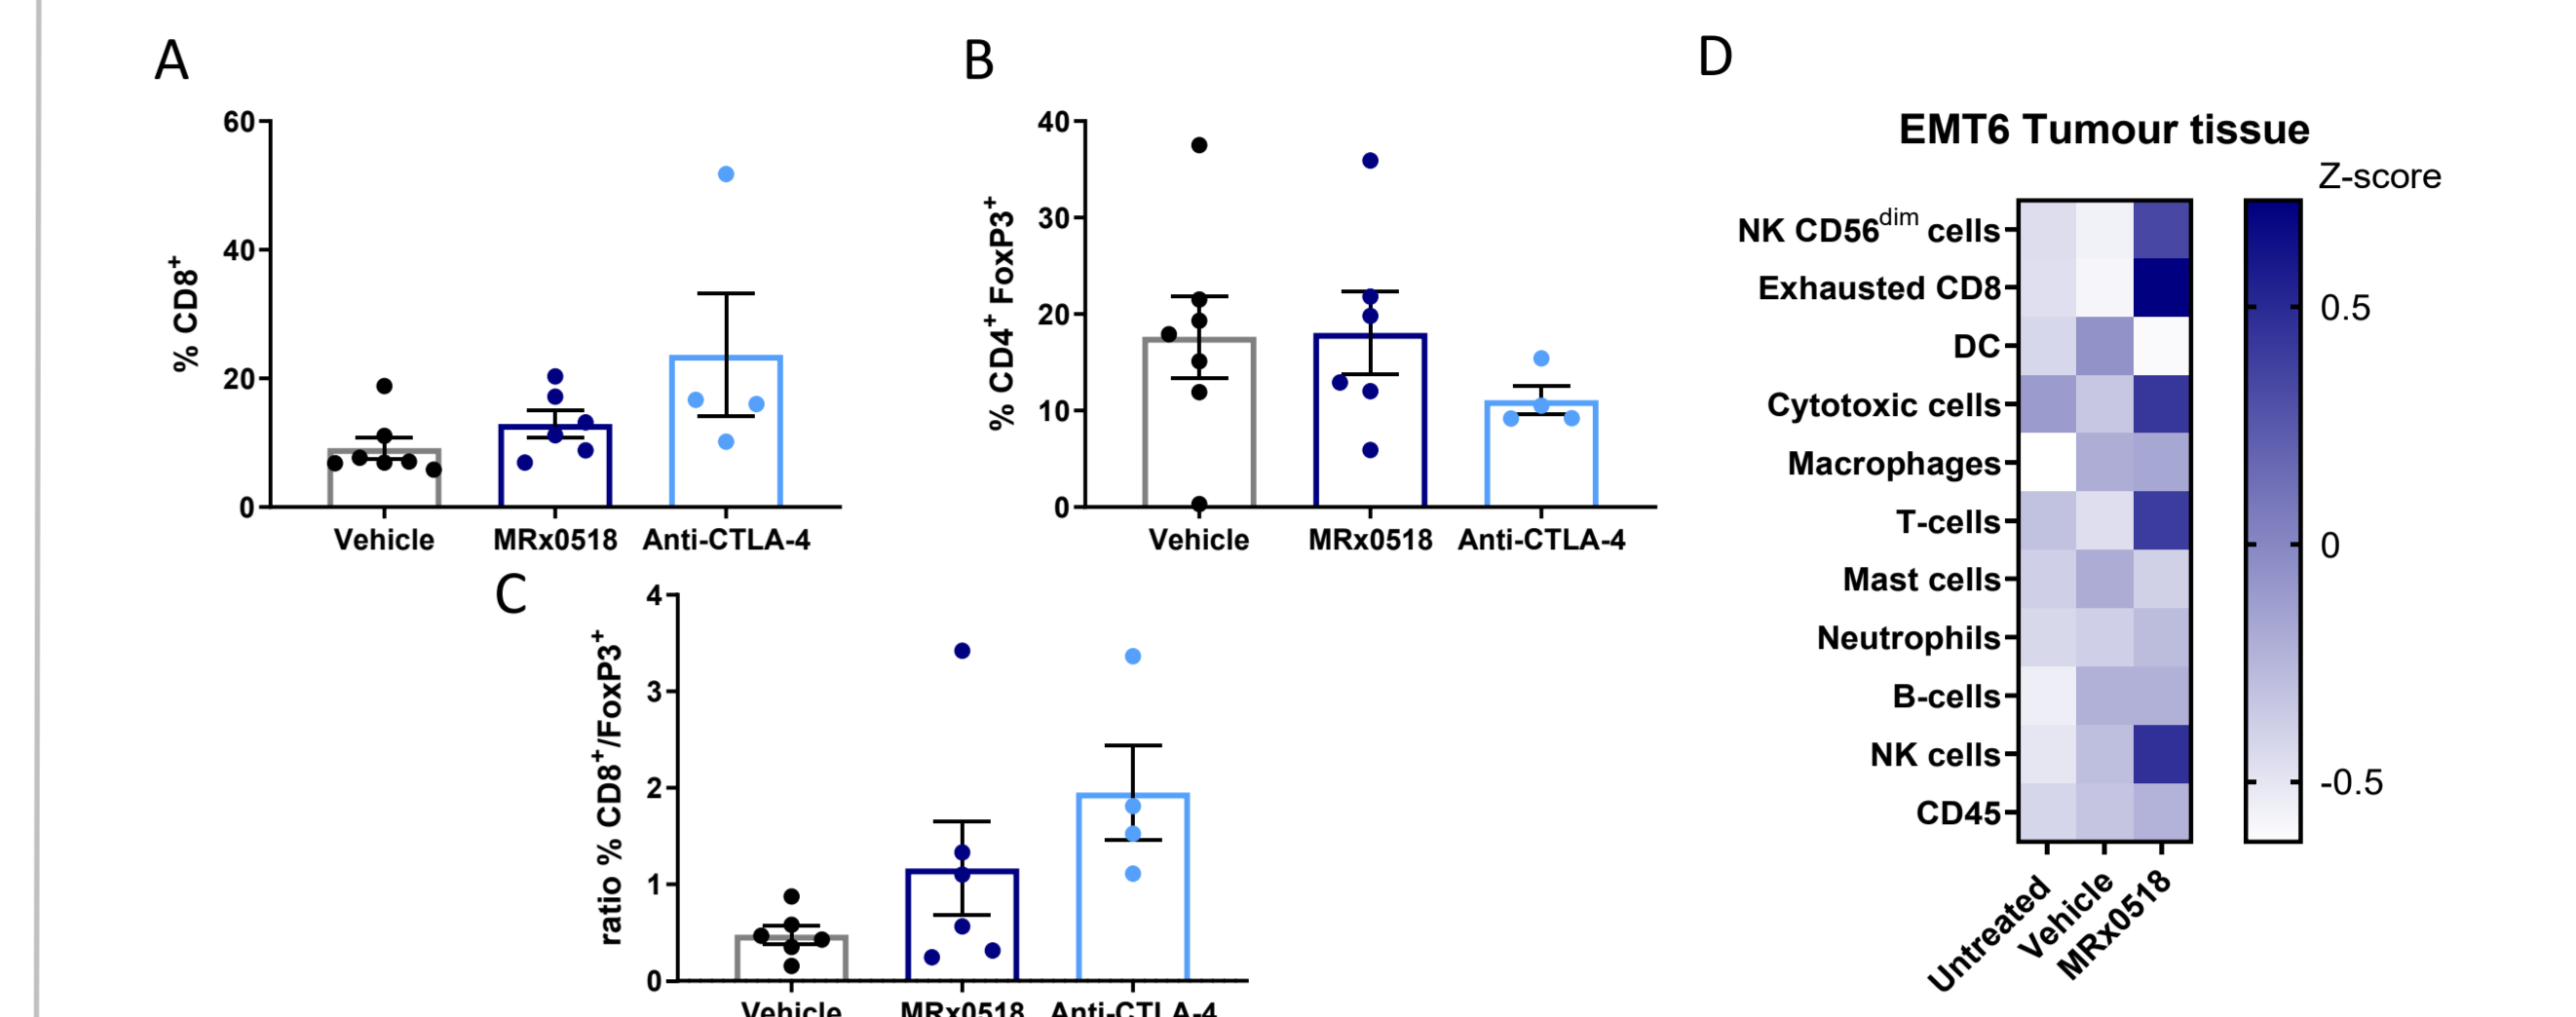 A
60
40
20
0
% CD8⁺
Vehicle MRx0518 Anti-CTLA-4
B
40
30
20
10
0
% CD4⁺ FoxP3⁺
Vehicle MRx0518 Anti-CTLA-4
C
4
3
2
1
0
ratio % CD8⁺/FoxP3⁺
Vehicle MRx0518 Anti-CTLA-4
D
EMT6 Tumour tissue
Z-score
NK CD56ᵈⁱᵐ cells
Exhausted CD8
DC
Cytotoxic cells
Macrophages
T-cells
Mast cells
Neutrophils
B-cells
NK cells
CD45
Untreated
Vehicle
MRx0518
0.5
0
-0.5